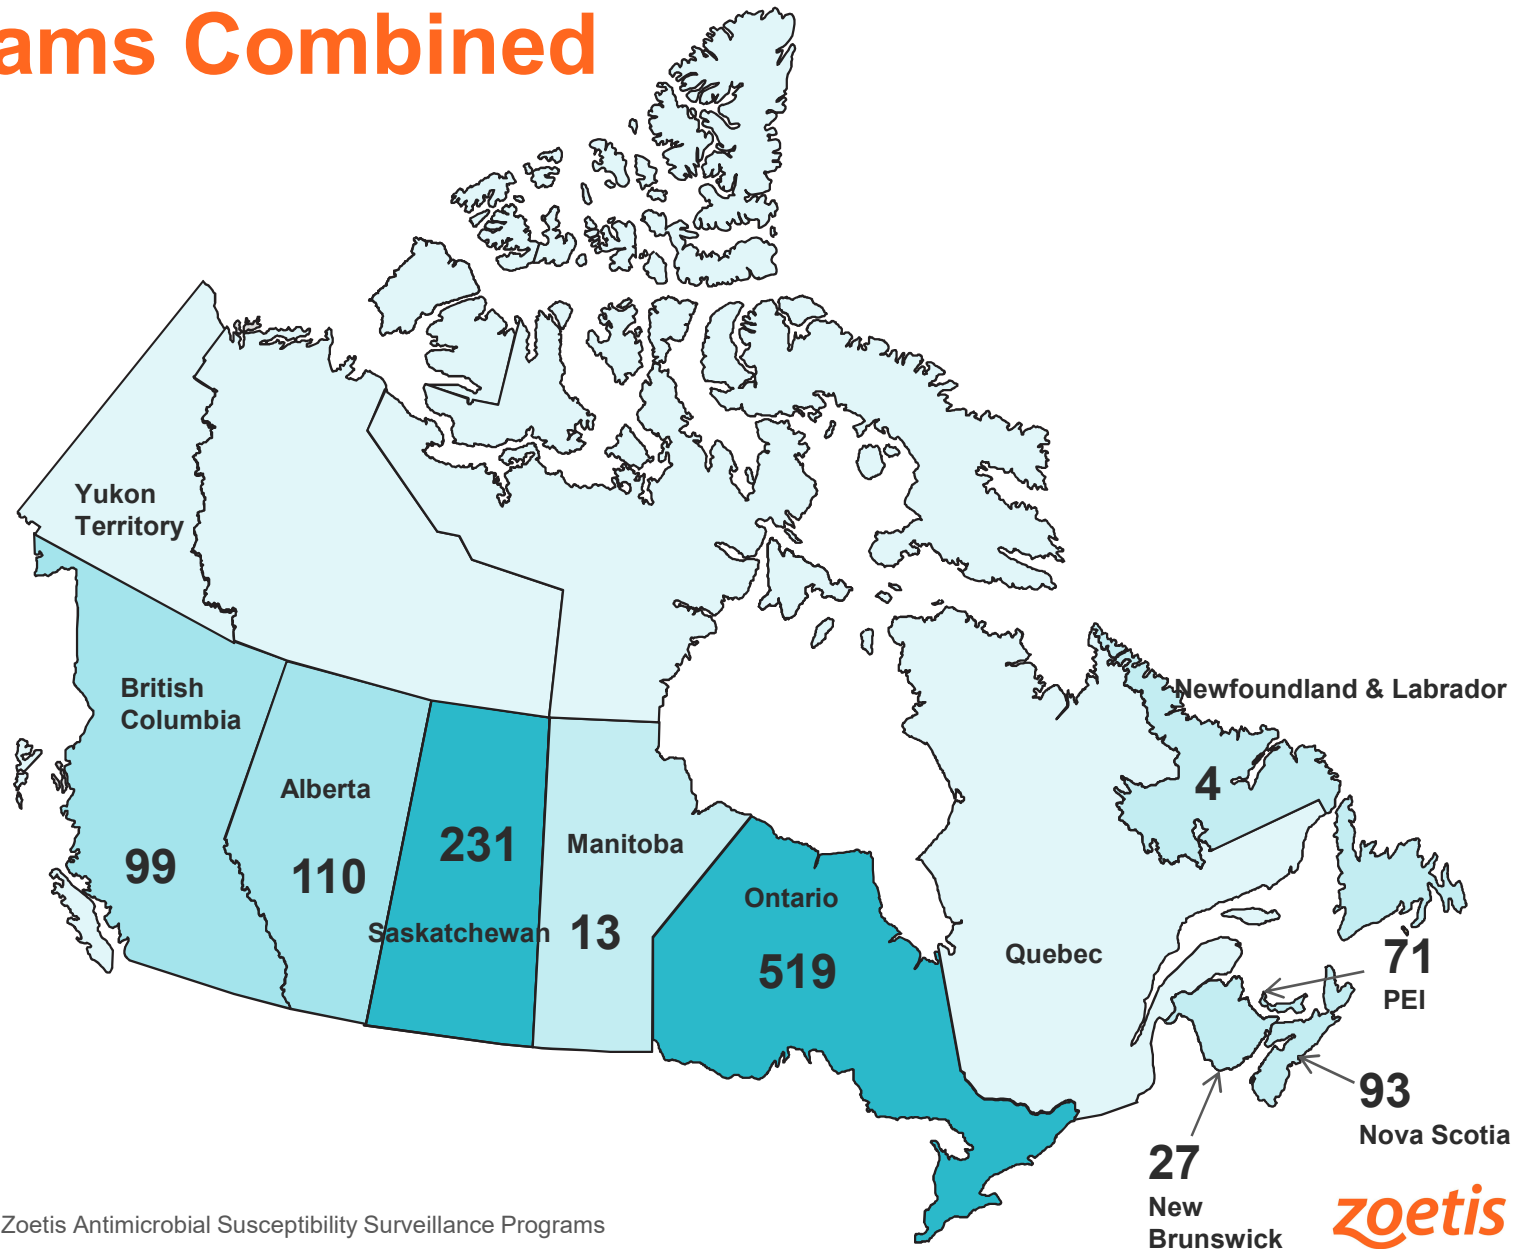 ams Combined
Yukon
Territory
British
Columbia
99
Alberta
110
231
Saskatchewan
Manitoba
13
Ontario
519
Quebec
Newfoundland & Labrador
4
71
PEI
93
Nova Scotia
27
New
Brunswick
Zoetis Antimicrobial Susceptibility Surveillance Programs
zoetis